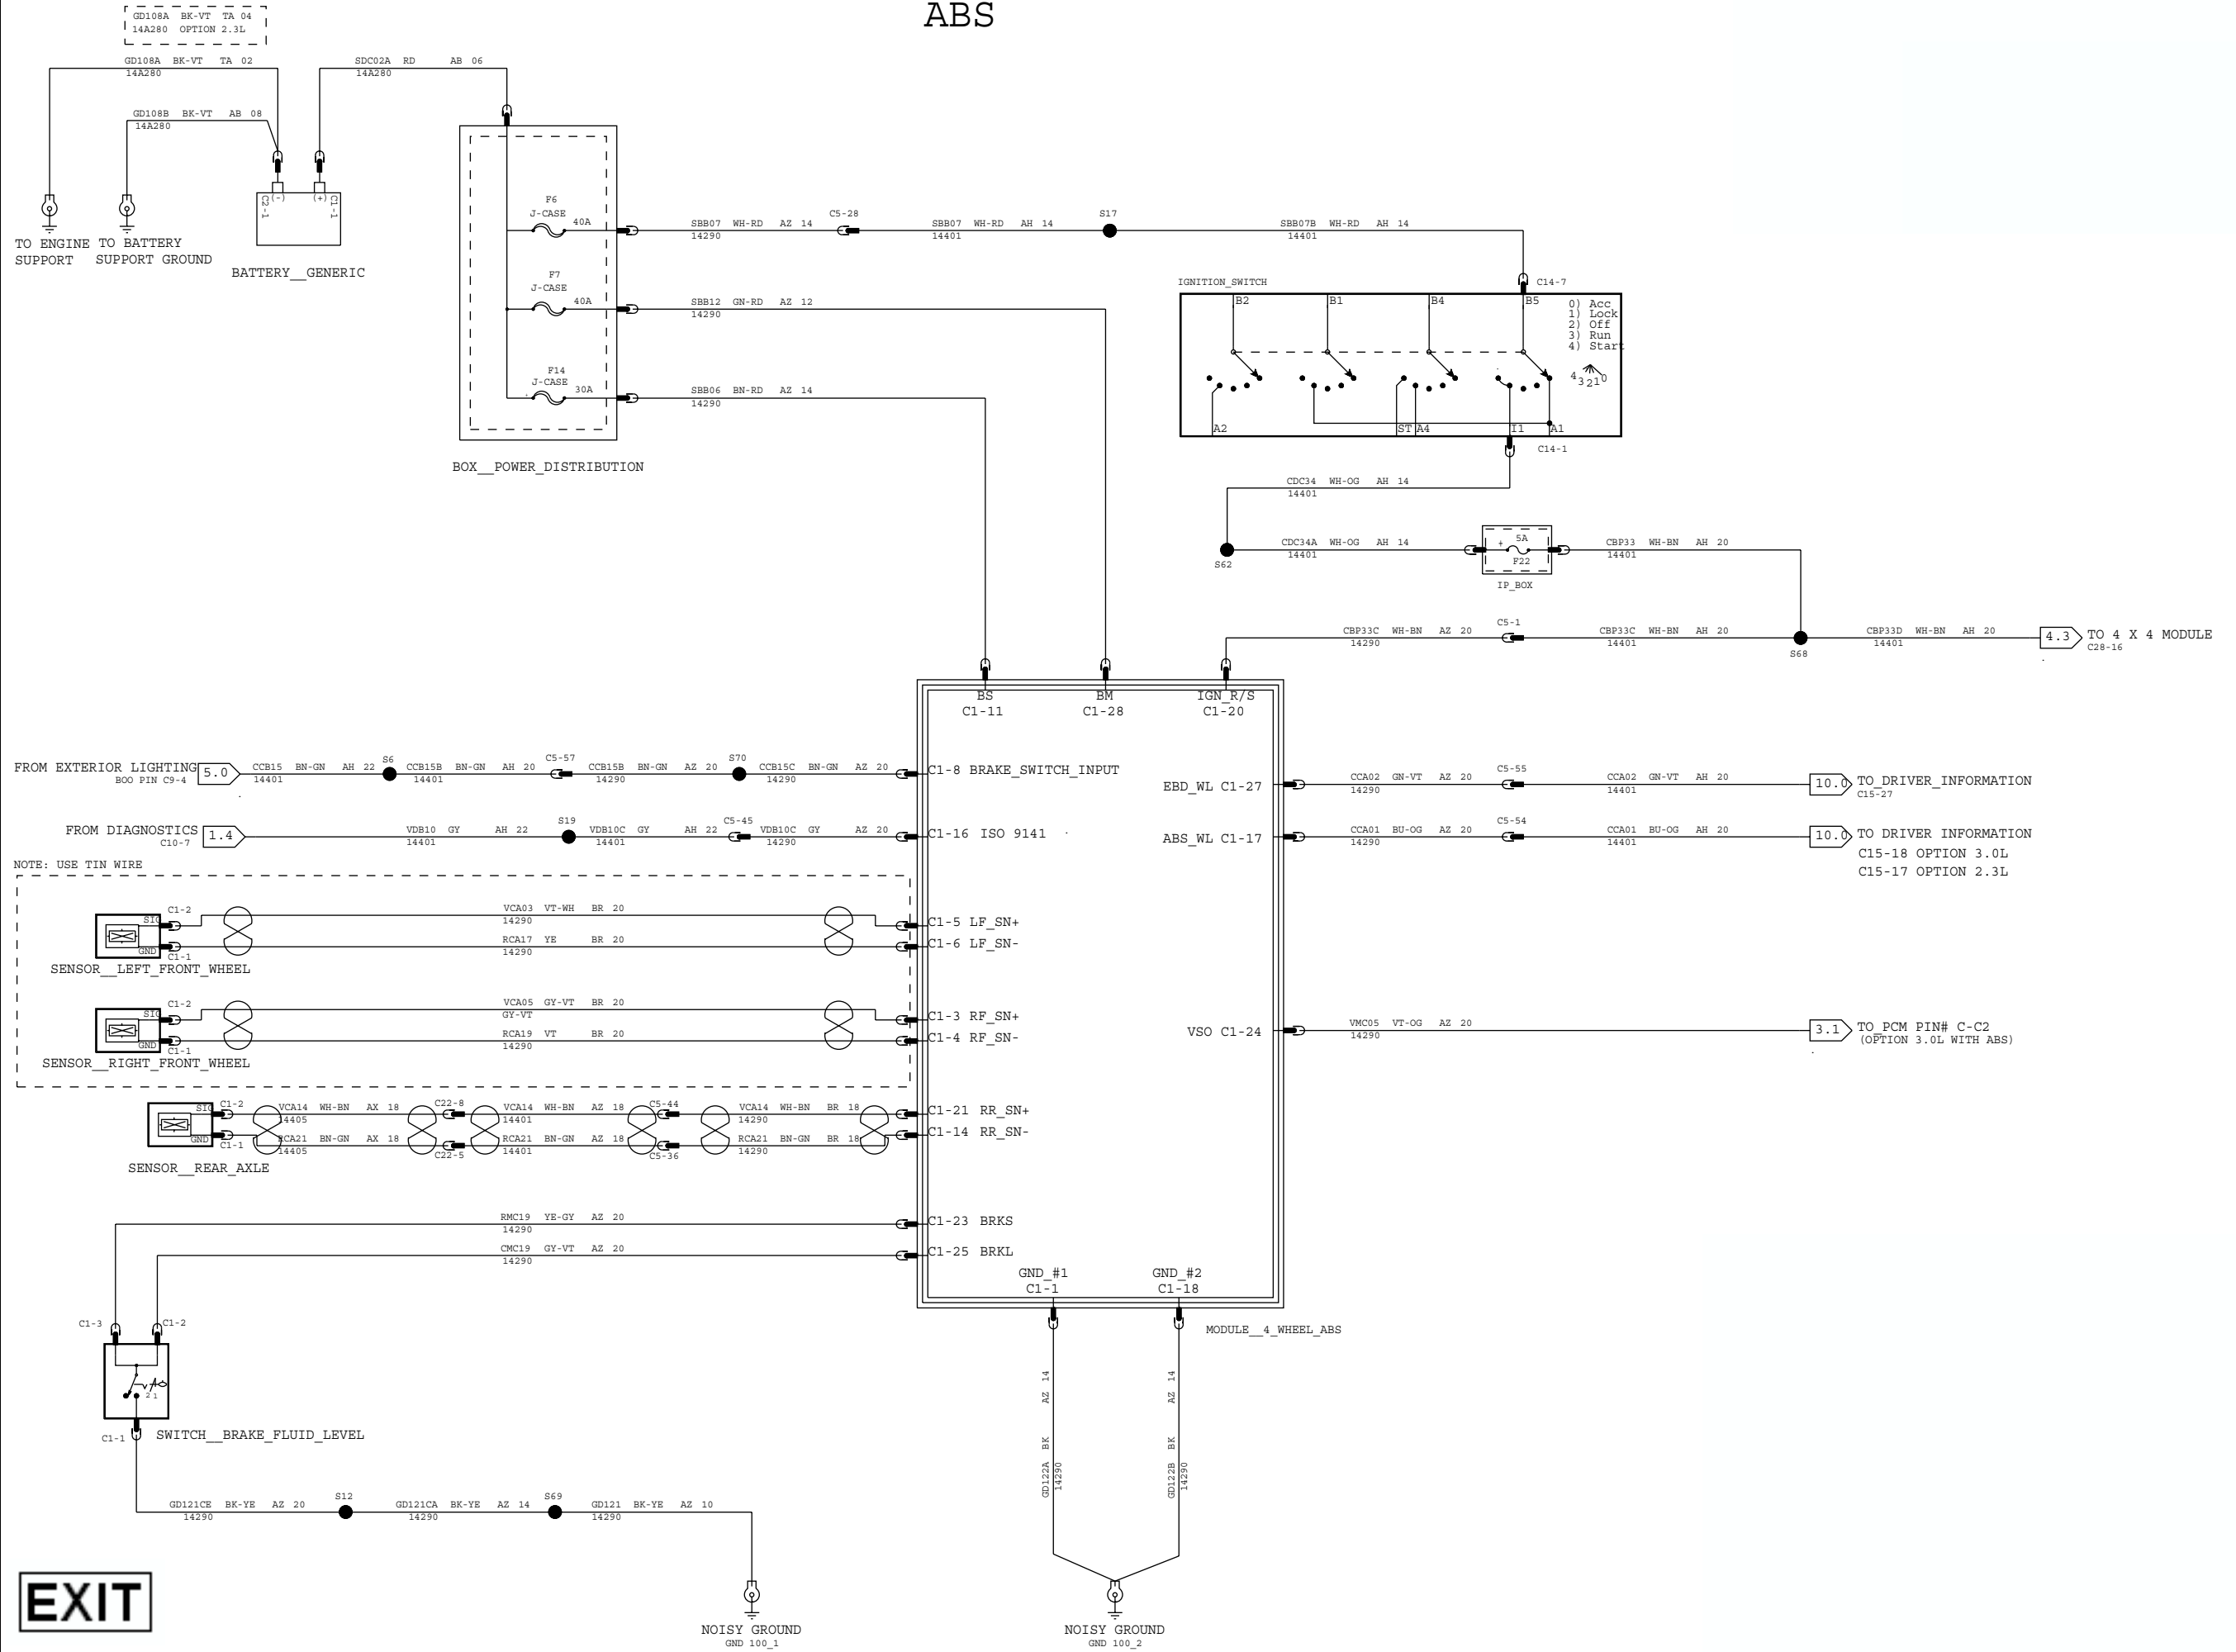 ABS
GD108A BK-VT TA 04
14A280 OPTION 2.3L
GD108A BK-VT TA 02
14A280
SDC02A RD AB 06
14A280
GD108B BK-VT AB 08
14A280
C2-1
(-)
(+)
C1-1
TO ENGINE SUPPORT
TO BATTERY SUPPORT GROUND
BATTERY__GENERIC
F6
J-CASE
40A
F7
J-CASE
40A
F14
J-CASE
30A
BOX__POWER_DISTRIBUTION
SBB07 WH-RD AZ 14
14290
C5-28
SBB07 WH-RD AH 14
14401
S17
SBB07B WH-RD AH 14
14401
SBB12 GN-RD AZ 12
14290
SBB06 BN-RD AZ 14
14290
IGNITION_SWITCH
C14-7
B2
B1
B4
B5
0) Acc
1) Lock
2) Off
3) Run
4) Start
4 3 2 1 0
A2
ST
A4
I1
A1
C14-1
CDC34 WH-OG AH 14
14401
CDC34A WH-OG AH 14
14401
S62
+
5A
F22
IP_BOX
CBP33 WH-BN AH 20
14401
CBP33C WH-BN AZ 20
14290
C5-1
CBP33C WH-BN AH 20
14401
S68
CBP33D WH-BN AH 20
14401
4.3
TO 4 X 4 MODULE
C28-16
BS
C1-11
BM
C1-28
IGN_R/S
C1-20
FROM EXTERIOR LIGHTING
BOO PIN C9-4
5.0
CCB15 BN-GN AH 22
14401
S6
CCB15B BN-GN AH 20
14401
C5-57
CCB15B BN-GN AZ 20
14290
S70
CCB15C BN-GN AZ 20
14290
C1-8 BRAKE_SWITCH_INPUT
EBD_WL C1-27
CCA02 GN-VT AZ 20
14290
C5-55
CCA02 GN-VT AH 20
14401
10.0
TO_DRIVER_INFORMATION
C15-27
FROM DIAGNOSTICS
C10-7
1.4
VDB10 GY AH 22
14401
S19
VDB10C GY AH 22
14401
C5-45
VDB10C GY AZ 20
14290
C1-16 ISO 9141
ABS_WL C1-17
CCA01 BU-OG AZ 20
14290
C5-54
CCA01 BU-OG AH 20
14401
10.0
TO DRIVER INFORMATION
C15-18 OPTION 3.0L
C15-17 OPTION 2.3L
NOTE: USE TIN WIRE
SIG
GND
C1-2
C1-1
SENSOR__LEFT_FRONT_WHEEL
VCA03 VT-WH BR 20
14290
RCA17 YE BR 20
14290
C1-5 LF_SN+
C1-6 LF_SN-
SIG
GND
C1-2
C1-1
SENSOR__RIGHT_FRONT_WHEEL
VCA05 GY-VT BR 20
GY-VT
RCA19 VT BR 20
14290
C1-3 RF_SN+
C1-4 RF_SN-
VSO C1-24
VMC05 VT-OG AZ 20
14290
3.1
TO_PCM PIN# C-C2
(OPTION 3.0L WITH ABS)
SIG
GND
C1-2
C1-1
SENSOR__REAR_AXLE
VCA14 WH-BN AX 18
14405
C22-8
VCA14 WH-BN AZ 18
14401
C5-44
VCA14 WH-BN BR 18
14290
C1-21 RR_SN+
RCA21 BN-GN AX 18
14405
C22-5
RCA21 BN-GN AZ 18
14401
C5-36
RCA21 BN-GN BR 18
14290
C1-14 RR_SN-
RMC19 YE-GY AZ 20
14290
C1-23 BRKS
CMC19 GY-VT AZ 20
14290
C1-25 BRKL
GND_#1
C1-1
GND_#2
C1-18
MODULE__4_WHEEL_ABS
C1-3
C1-2
2 1
C1-1
SWITCH__BRAKE_FLUID_LEVEL
GD121CE BK-YE AZ 20
14290
S12
GD121CA BK-YE AZ 14
14290
S69
GD121 BK-YE AZ 10
14290
GD122A BK AZ 14
14290
GD122B BK AZ 14
14290
NOISY GROUND
GND 100_1
NOISY GROUND
GND 100_2
EXIT